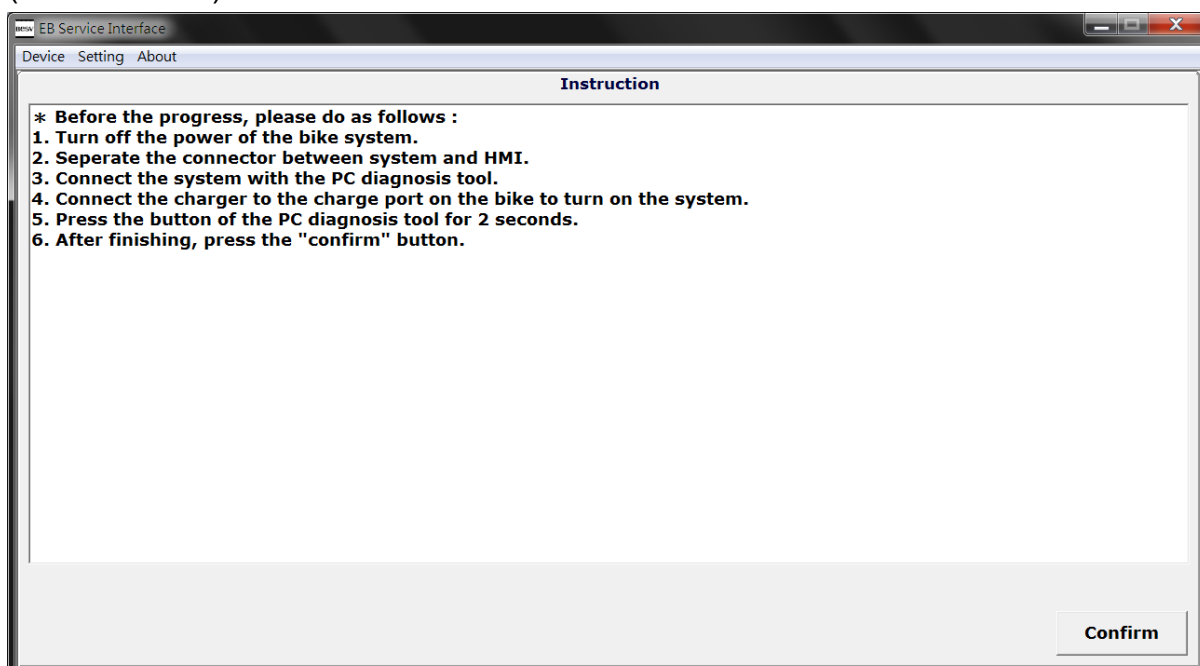 BESV EB Service Interface
Device Setting About
Instruction
* Before the progress, please do as follows :
1. Turn off the power of the bike system.
2. Seperate the connector between system and HMI.
3. Connect the system with the PC diagnosis tool.
4. Connect the charger to the charge port on the bike to turn on the system.
5. Press the button of the PC diagnosis tool for 2 seconds.
6. After finishing, press the "confirm" button.
Confirm